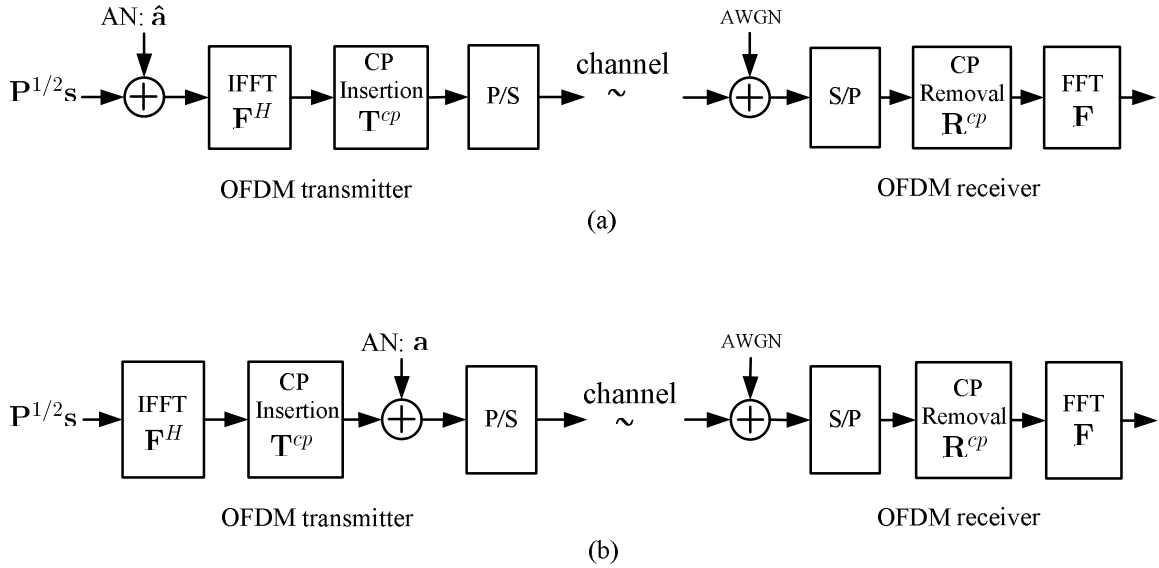 AN: â
AWGN
P^{1/2}s
IFFT
F^H
CP
Insertion
T^{cp}
P/S
channel
~
S/P
CP
Removal
R^{cp}
FFT
F
OFDM transmitter
OFDM receiver
(a)
AN: a
AWGN
P^{1/2}s
IFFT
F^H
CP
Insertion
T^{cp}
P/S
channel
~
S/P
CP
Removal
R^{cp}
FFT
F
OFDM transmitter
OFDM receiver
(b)